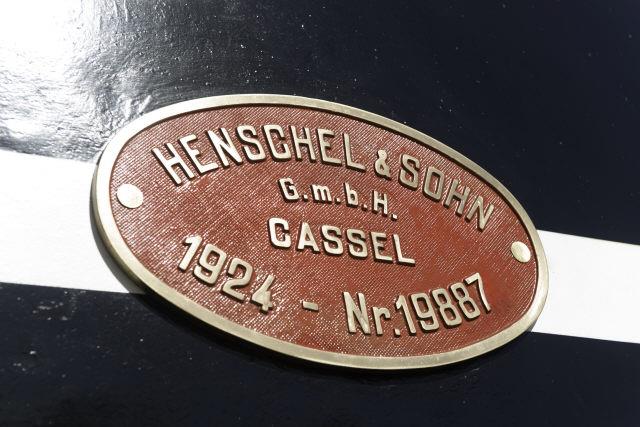 HENSCHEL & SOHN
G.m.b.H.
CASSEL
1924 - Nr.19887